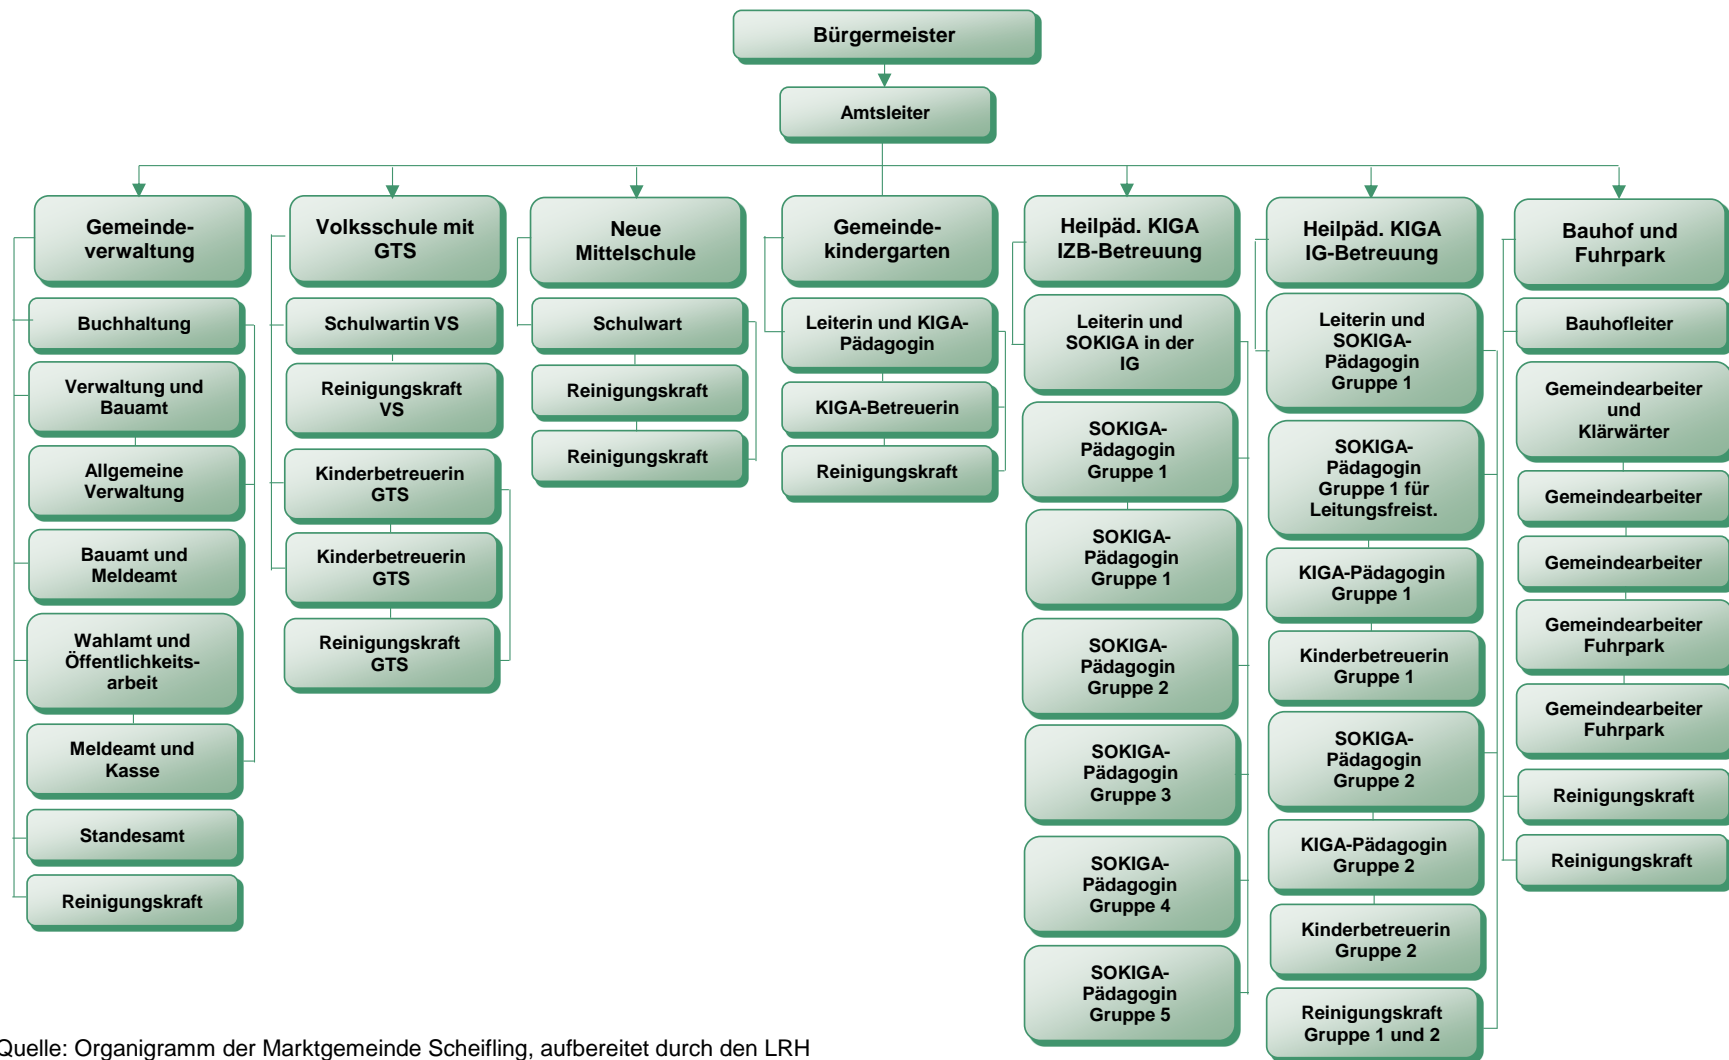 Bürgermeister
Amtsleiter
Gemeinde-
verwaltung
Buchhaltung
Verwaltung und
Bauamt
Allgemeine
Verwaltung
Bauamt und
Meldeamt
Wahlamt und
Öffentlichkeits-
arbeit
Meldeamt und
Kasse
Standesamt
Reinigungskraft
Volksschule mit
GTS
Schulwartin VS
Reinigungskraft
VS
Kinderbetreuerin
GTS
Kinderbetreuerin
GTS
Reinigungskraft
GTS
Neue
Mittelschule
Schulwart
Reinigungskraft
Reinigungskraft
Gemeinde-
kindergarten
Leiterin und KIGA-
Pädagogin
KIGA-Betreuerin
Reinigungskraft
Heilpäd. KIGA
IZB-Betreuung
Leiterin und
SOKIGA in der
IG
SOKIGA-
Pädagogin
Gruppe 1
SOKIGA-
Pädagogin
Gruppe 1
SOKIGA-
Pädagogin
Gruppe 2
SOKIGA-
Pädagogin
Gruppe 3
SOKIGA-
Pädagogin
Gruppe 4
SOKIGA-
Pädagogin
Gruppe 5
Heilpäd. KIGA
IG-Betreuung
Leiterin und
SOKIGA-
Pädagogin
Gruppe 1
SOKIGA-
Pädagogin
Gruppe 1 für
Leitungsfreist.
KIGA-Pädagogin
Gruppe 1
Kinderbetreuerin
Gruppe 1
SOKIGA-
Pädagogin
Gruppe 2
KIGA-Pädagogin
Gruppe 2
Kinderbetreuerin
Gruppe 2
Reinigungskraft
Gruppe 1 und 2
Bauhof und
Fuhrpark
Bauhofleiter
Gemeindearbeiter
und
Klärwärter
Gemeindearbeiter
Gemeindearbeiter
Gemeindearbeiter
Fuhrpark
Gemeindearbeiter
Fuhrpark
Reinigungskraft
Reinigungskraft
Quelle: Organigramm der Marktgemeinde Scheifling, aufbereitet durch den LRH